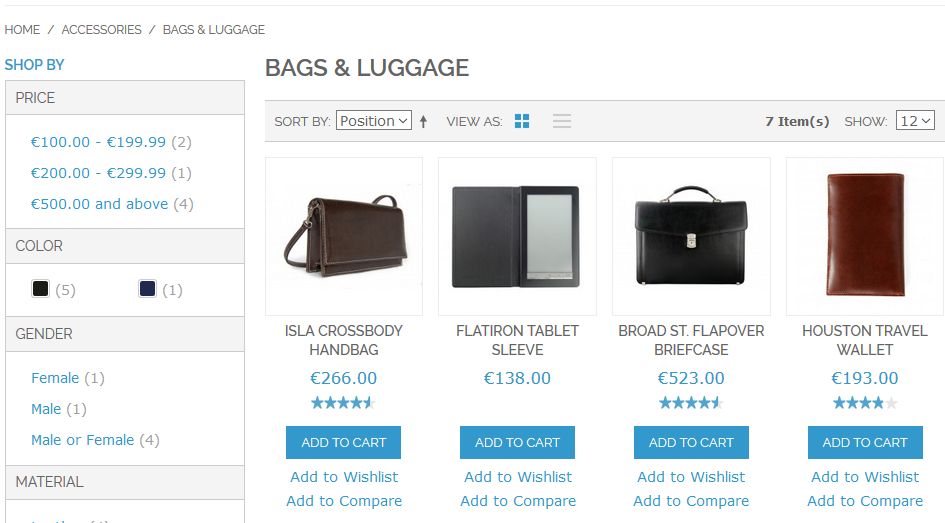 HOME / ACCESSORIES / BAGS & LUGGAGE
SHOP BY
PRICE
€100.00 - €199.99 (2)
€200.00 - €299.99 (1)
€500.00 and above (4)
COLOR
(5) (1)
GENDER
Female (1)
Male (1)
Male or Female (4)
MATERIAL
BAGS & LUGGAGE
SORT BY: Position VIEW AS: 7 Item(s) SHOW: 12
ISLA CROSSBODY
HANDBAG
€266.00
ADD TO CART
Add to Wishlist
Add to Compare
FLATIRON TABLET
SLEEVE
€138.00
ADD TO CART
Add to Wishlist
Add to Compare
BROAD ST. FLAPOVER
BRIEFCASE
€523.00
ADD TO CART
Add to Wishlist
Add to Compare
HOUSTON TRAVEL
WALLET
€193.00
ADD TO CART
Add to Wishlist
Add to Compare